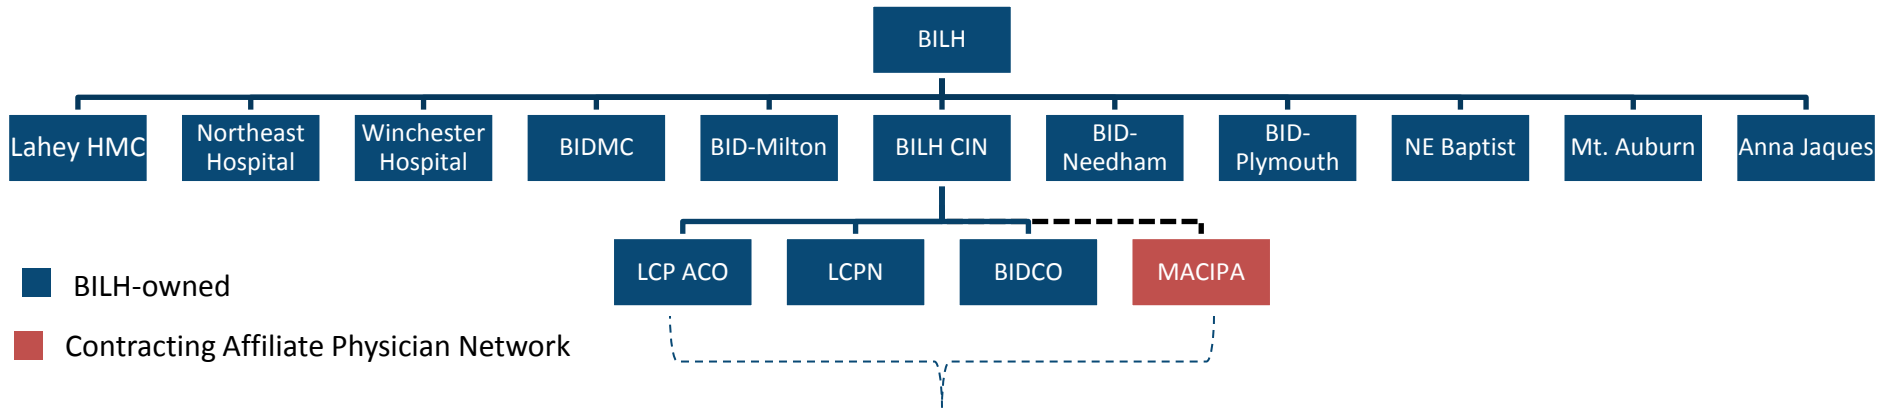 BILH
Lahey HMC
Northeast
Hospital
Winchester
Hospital
BIDMC
BID-Milton
BILH CIN
BID-
Needham
BID-
Plymouth
NE Baptist
Mt. Auburn
Anna Jaques
LCP ACO
LCPN
BIDCO
MACIPA
BILH-owned
Contracting Affiliate Physician Network